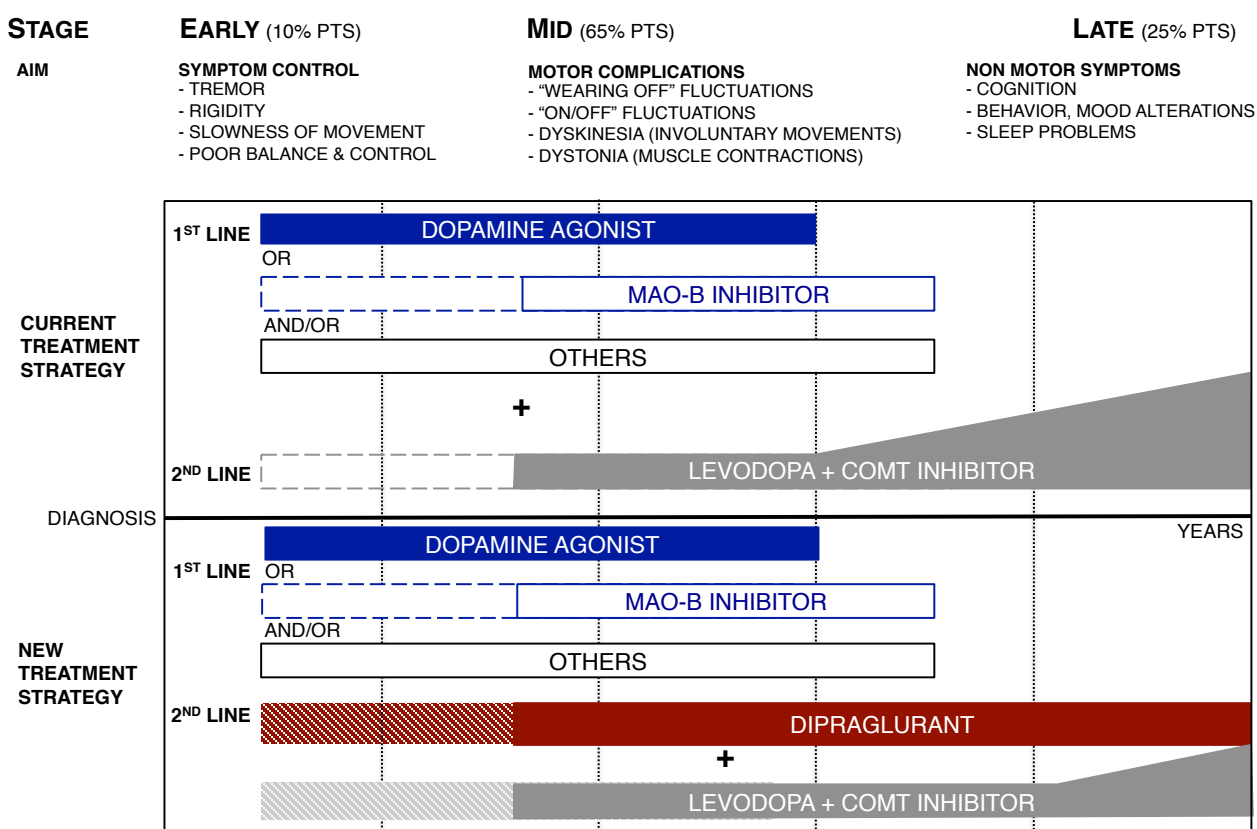 STAGE EARLY (10% PTS) MID (65% PTS) LATE (25% PTS)
AIM
SYMPTOM CONTROL
- TREMOR
- RIGIDITY
- SLOWNESS OF MOVEMENT
- POOR BALANCE & CONTROL
MOTOR COMPLICATIONS
- “WEARING OFF” FLUCTUATIONS
- “ON/OFF” FLUCTUATIONS
- DYSKINESIA (INVOLUNTARY MOVEMENTS)
- DYSTONIA (MUSCLE CONTRACTIONS)
NON MOTOR SYMPTOMS
- COGNITION
- BEHAVIOR, MOOD ALTERATIONS
- SLEEP PROBLEMS
CURRENT
TREATMENT
STRATEGY
1ST LINE
DOPAMINE AGONIST
OR
MAO-B INHIBITOR
AND/OR
OTHERS
+
2ND LINE
LEVODOPA + COMT INHIBITOR
DIAGNOSIS
YEARS
NEW
TREATMENT
STRATEGY
DOPAMINE AGONIST
1ST LINE
OR
MAO-B INHIBITOR
AND/OR
OTHERS
2ND LINE
DIPRAGLURANT
+
LEVODOPA + COMT INHIBITOR